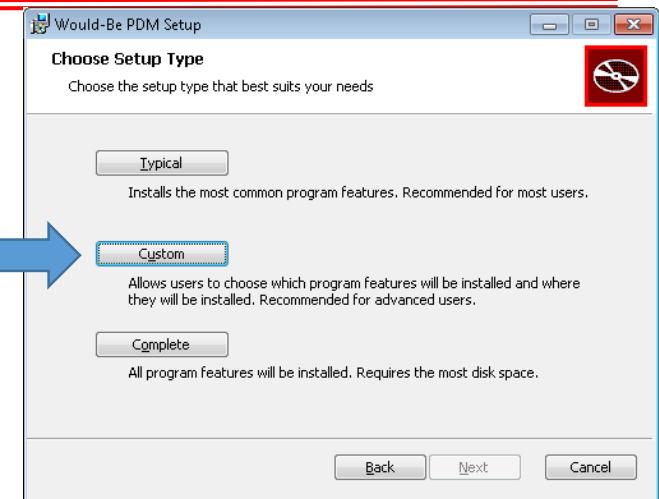 Would-Be PDM Setup
Choose Setup Type
Choose the setup type that best suits your needs
Typical
Installs the most common program features. Recommended for most users.
Custom
Allows users to choose which program features will be installed and where
they will be installed. Recommended for advanced users.
Complete
All program features will be installed. Requires the most disk space.
Back Next Cancel